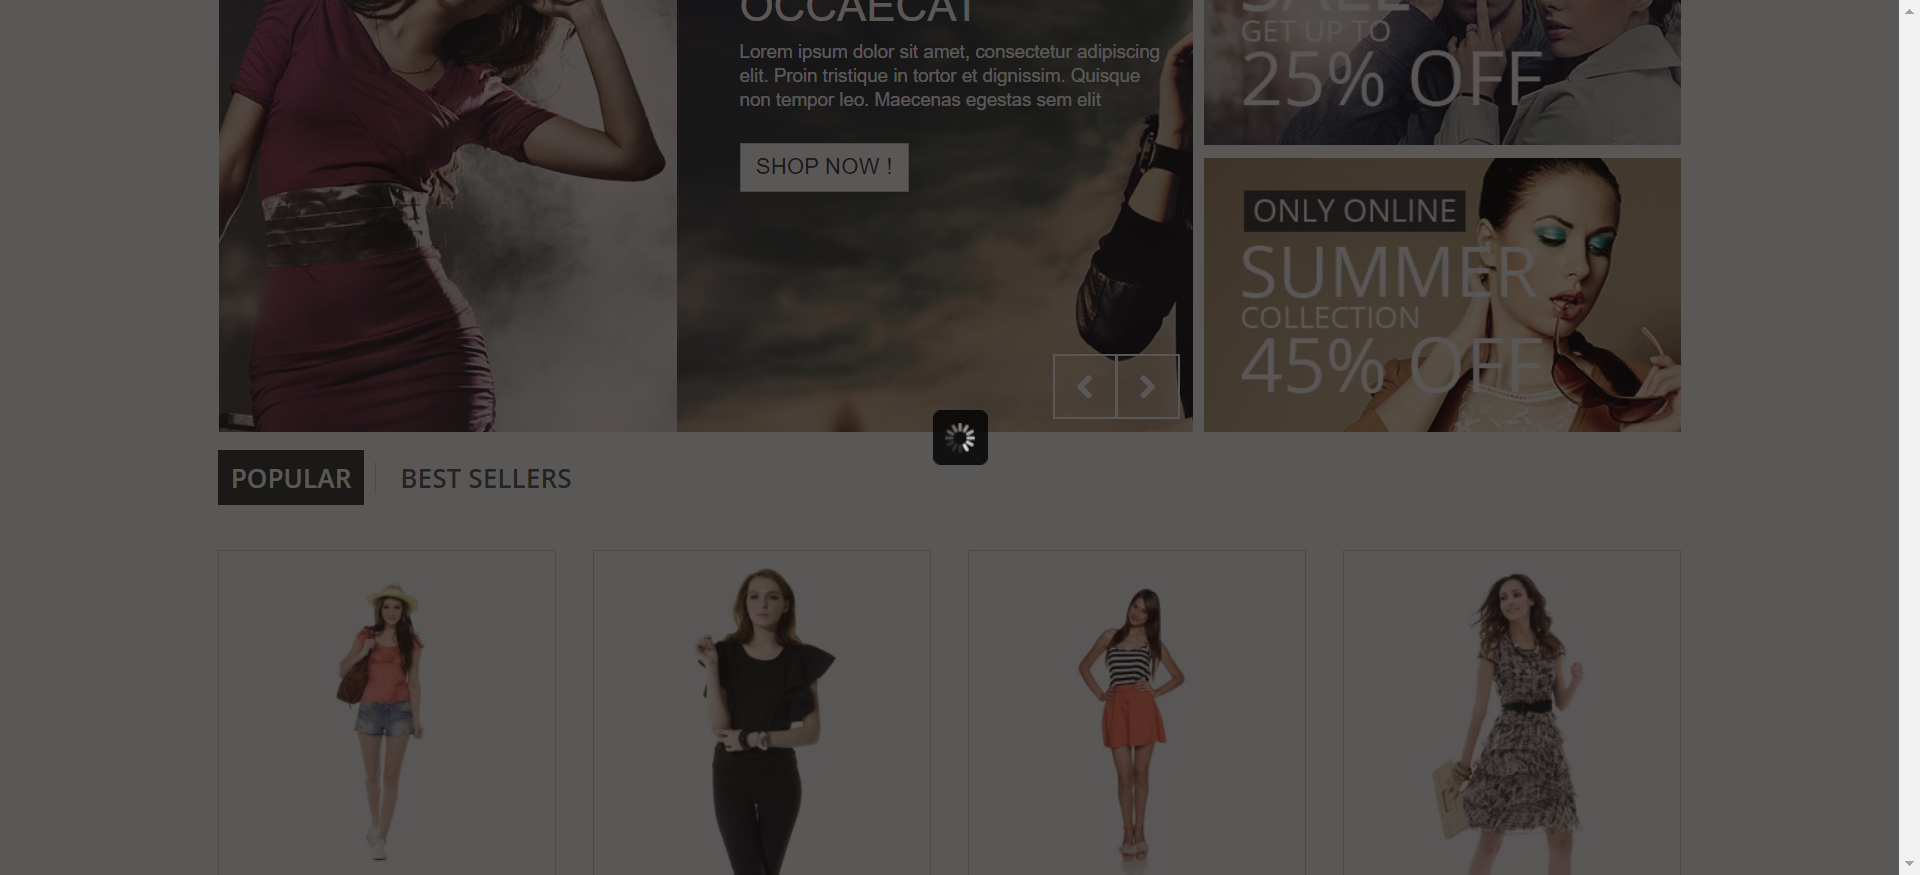 OCCAECAT
Lorem ipsum dolor sit amet, consectetur adipiscing
elit. Proin tristique in tortor et dignissim. Quisque
non tempor leo. Maecenas egestas sem elit
SHOP NOW !
SALE
GET UP TO
25% OFF
ONLY ONLINE
SUMMER
COLLECTION
45% OFF
POPULAR
BEST SELLERS